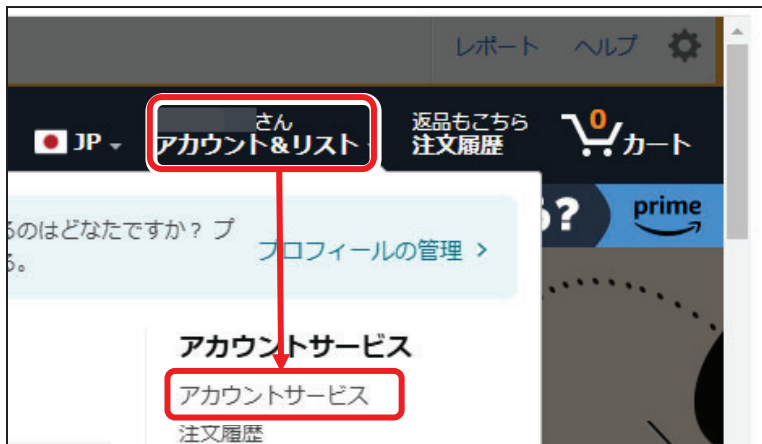 レポート ヘルプ
さん
JP アカウント&リスト
返品もこちら
注文履歴
0
カート
るのはどなたですか？ プ
る。
プロフィールの管理 >
?
prime
アカウントサービス
アカウントサービス
注文履歴